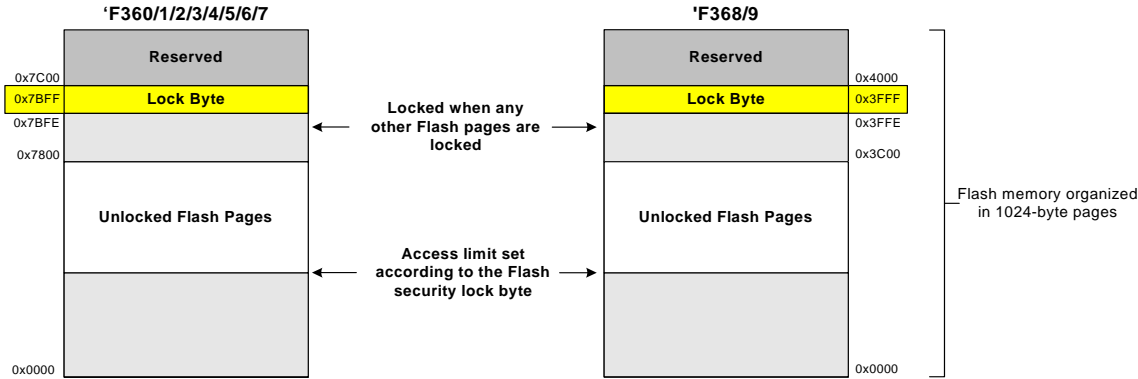 ‘F360/1/2/3/4/5/6/7
'F368/9
Reserved
Reserved
0x7C00
0x4000
0x7BFF
Lock Byte
Lock Byte
0x3FFF
0x7BFE
0x3FFE
Locked when any
other Flash pages are
locked
0x7800
0x3C00
Flash memory organized
in 1024-byte pages
Unlocked Flash Pages
Unlocked Flash Pages
Access limit set
according to the Flash
security lock byte
0x0000
0x0000